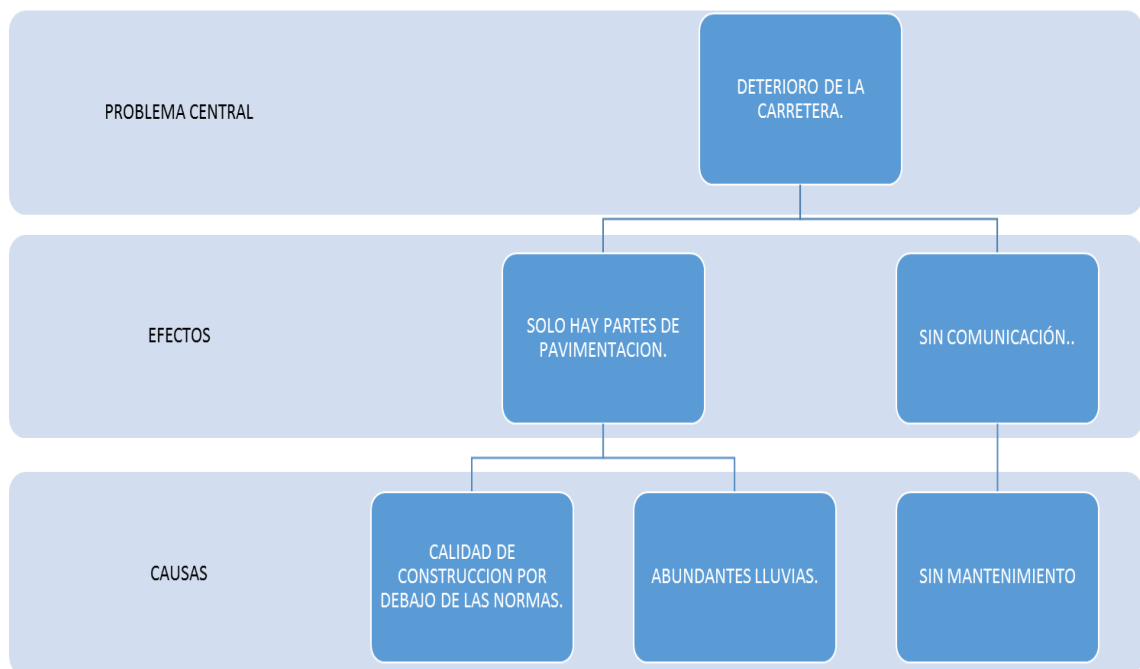 PROBLEMA CENTRAL
DETERIORO DE LA
CARRETERA.
EFECTOS
SOLO HAY PARTES DE
PAVIMENTACION.
SIN COMUNICACIÓN..
CAUSAS
CALIDAD DE
CONSTRUCCION POR
DEBAJO DE LAS NORMAS.
ABUNDANTES LLUVIAS.
SIN MANTENIMIENTO